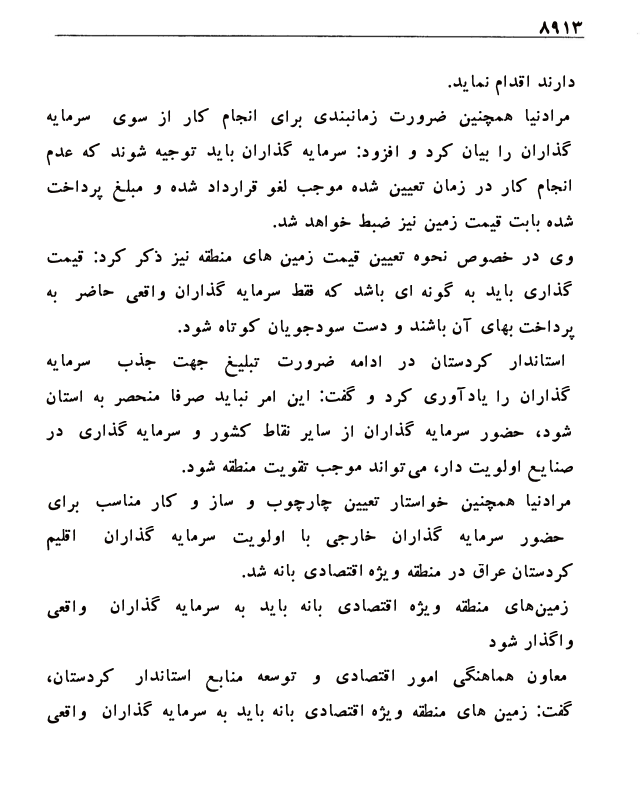 ۸۹۱۳
دارند اقدام نماید.
مرادنیا همچنین ضرورت زمانبندی برای انجام کار از سوی سرمایه
گذاران را بیان کرد و افزود: سرمایه گذاران باید توجیه شوند که عدم
انجام کار در زمان تعیین شده موجب لغو قرارداد شده و مبلغ پرداخت
شده بابت قیمت زمین نیز ضبط خواهد شد.
وی در خصوص نحوه تعیین قیمت زمین های منطقه نیز ذکر کرد: قیمت
گذاری باید به گونه ای باشد که فقط سرمایه گذاران واقعی حاضر به
پرداخت بهای آن باشند و دست سودجویان کوتاه شود.
استاندار کردستان در ادامه ضرورت تبلیغ جهت جذب سرمایه
گذاران را یادآوری کرد و گفت: این امر نباید صرفا منحصر به استان
شود، حضور سرمایه گذاران از سایر نقاط کشور و سرمایه گذاری در
صنایع اولویت دار، می‌تواند موجب تقویت منطقه شود.
مرادنیا همچنین خواستار تعیین چارچوب و ساز و کار مناسب برای
حضور سرمایه گذاران خارجی با اولویت سرمایه گذاران اقلیم
کردستان عراق در منطقه ویژه اقتصادی بانه شد.
زمین‌های منطقه ویژه اقتصادی بانه باید به سرمایه گذاران واقعی
واگذار شود
معاون هماهنگی امور اقتصادی و توسعه منابع استاندار کردستان،
گفت: زمین های منطقه ویژه اقتصادی بانه باید به سرمایه گذاران واقعی